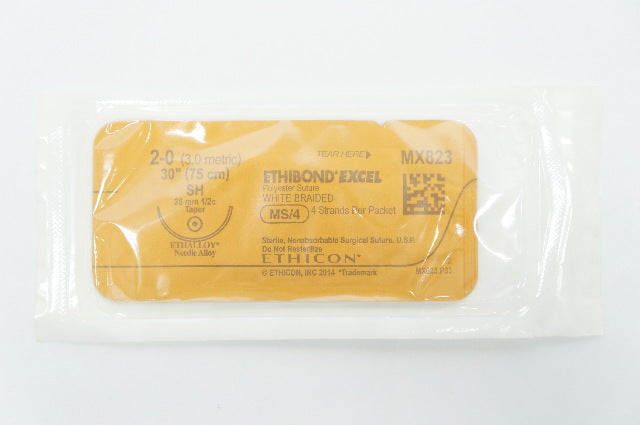 2-0 (3.0 metric)
30" (75 cm)
SH
26 mm 1/2c
Taper
ETHALLOY*
Needle Alloy
TEAR HERE
MX823
ETHIBOND* EXCEL
Polyester Suture
WHITE BRAIDED
MS/4 4 Strands Per Packet
Sterile, Nonabsorbable Surgical Suture, U.S.P.
Do Not Resterilize
ETHICON*
© ETHICON, INC 2014 *Trademark
MX823.P33